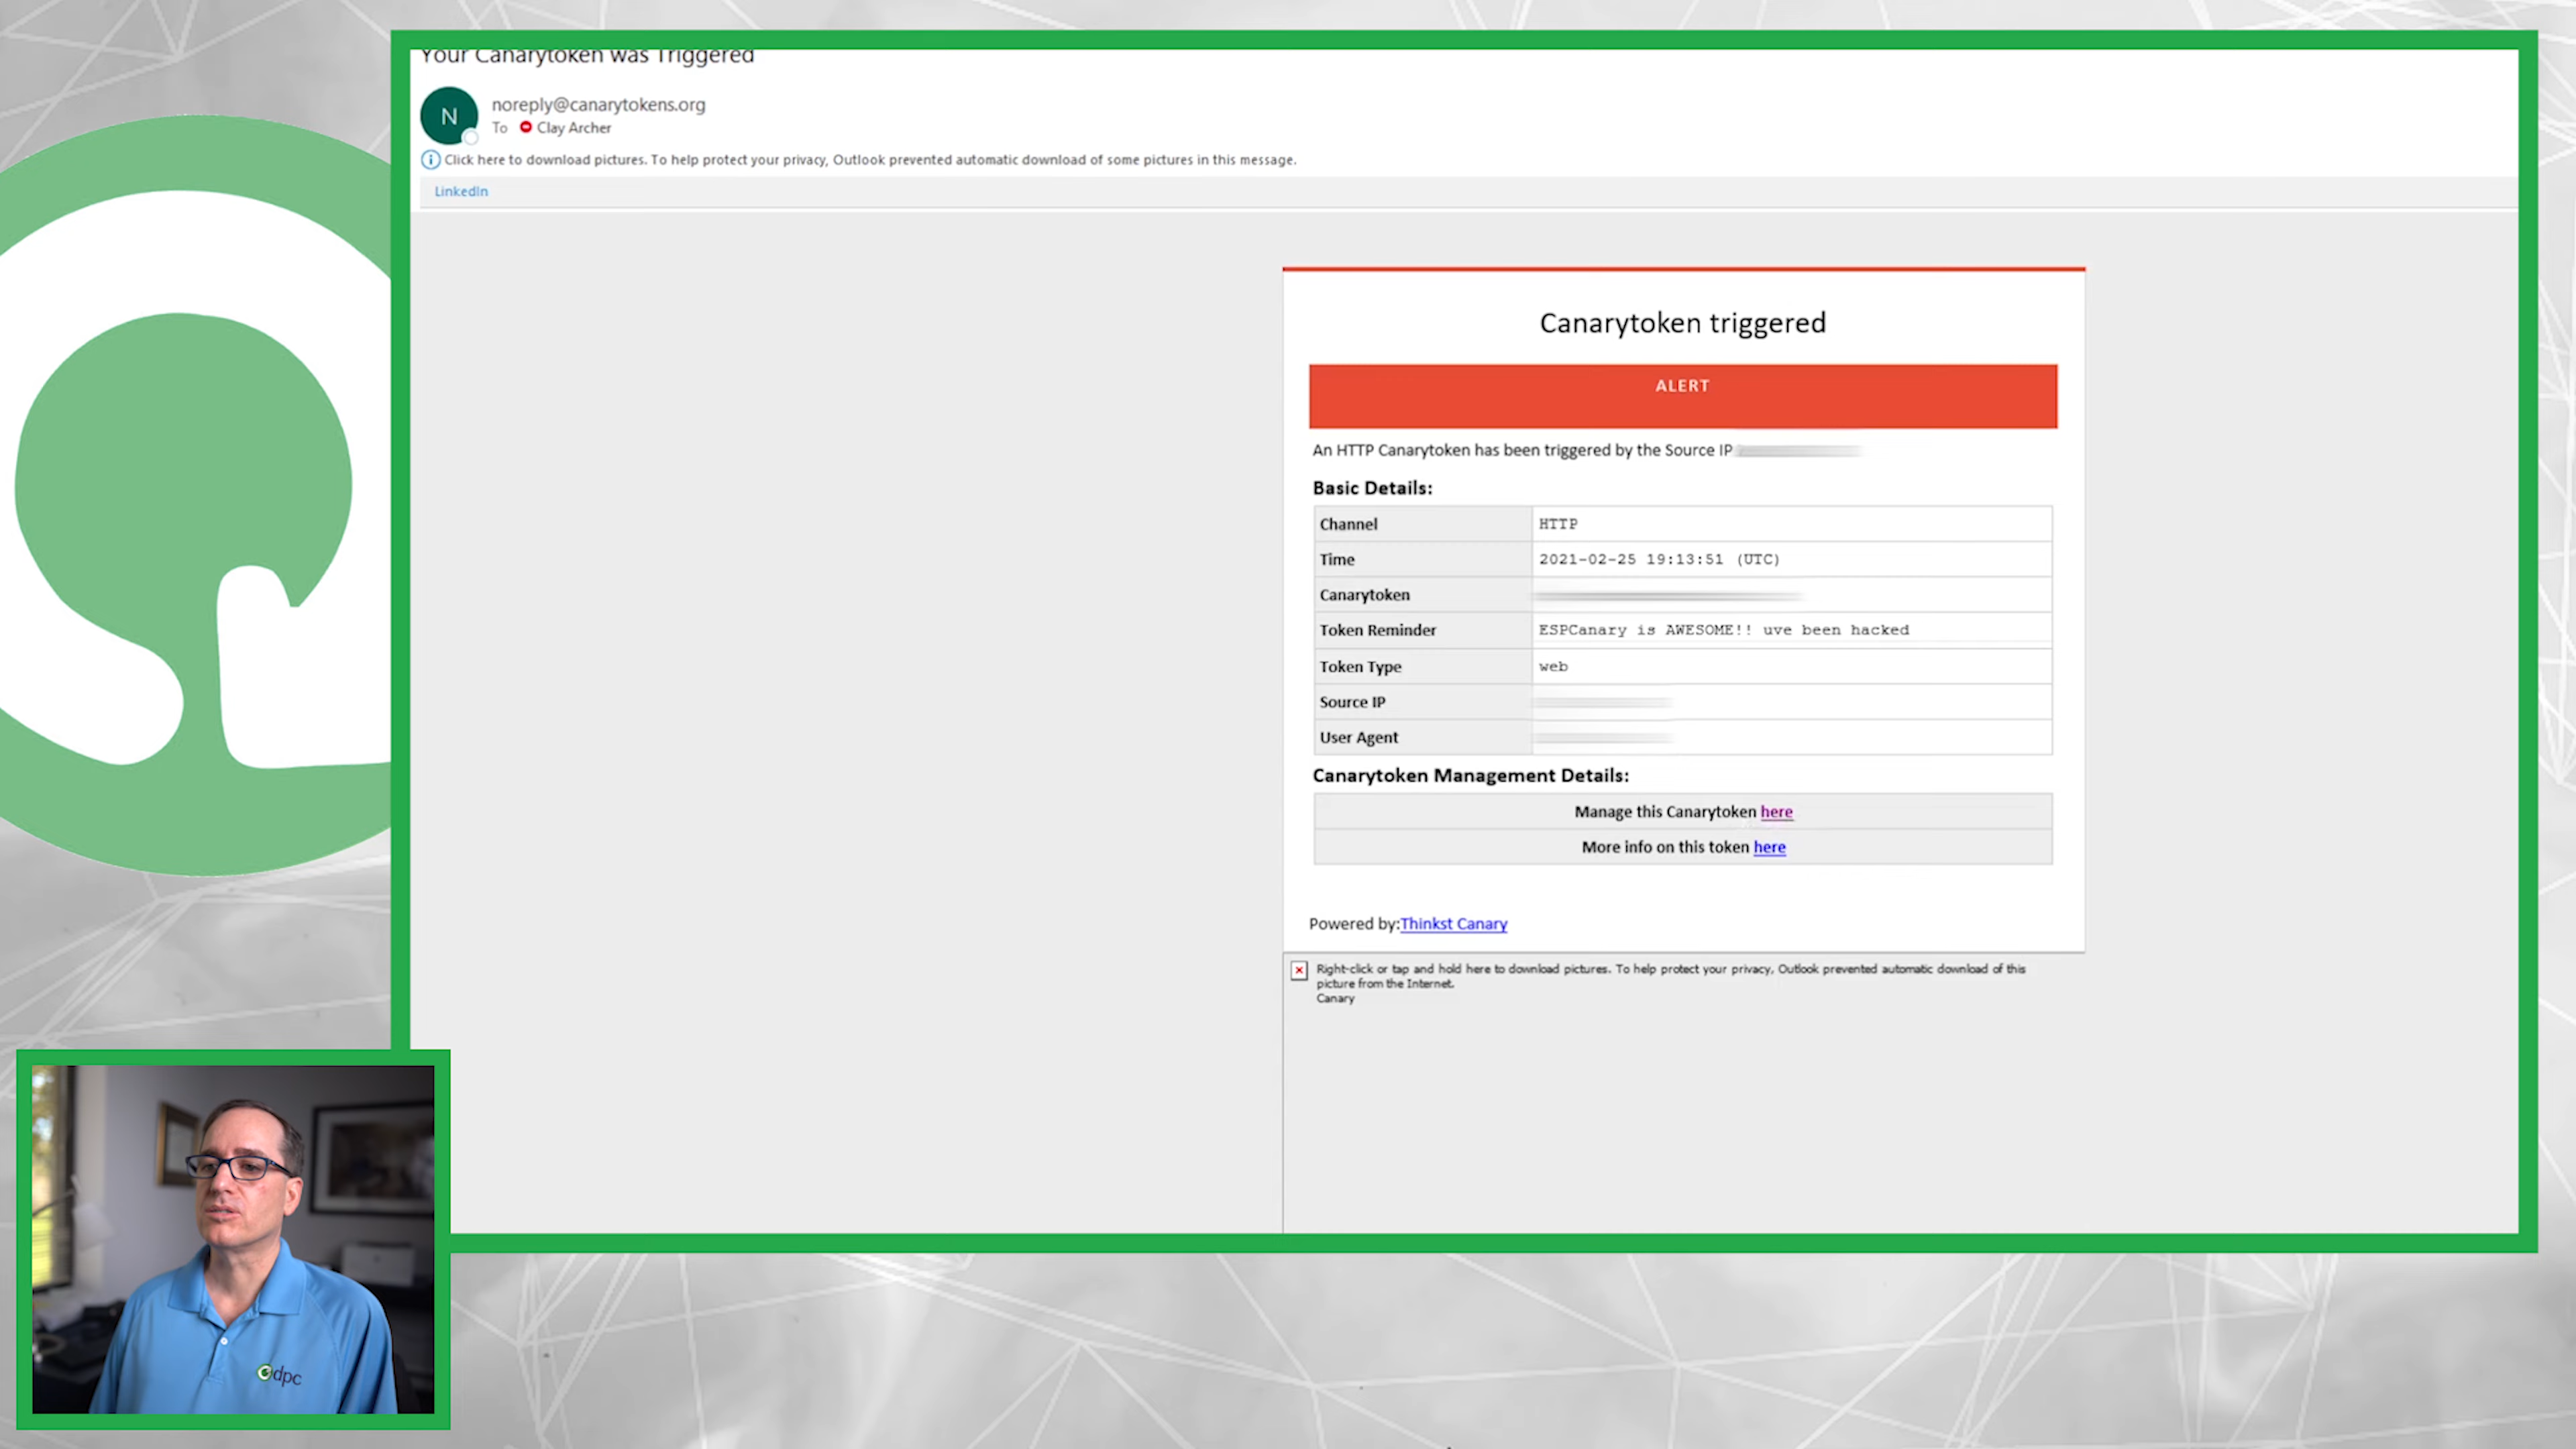 Your Canarytoken was Triggered
N
noreply@canarytokens.org
To Clay Archer
Click here to download pictures. To help protect your privacy, Outlook prevented automatic download of some pictures in this message.
LinkedIn
Canarytoken triggered
ALERT
An HTTP Canarytoken has been triggered by the Source IP
Basic Details:
Channel HTTP
Time 2021-02-25 19:13:51 (UTC)
Canarytoken
Token Reminder ESPCanary is AWESOME!! uve been hacked
Token Type web
Source IP
User Agent
Canarytoken Management Details:
Manage this Canarytoken here
More info on this token here
Powered by:Thinkst Canary
Right-click or tap and hold here to download pictures. To help protect your privacy, Outlook prevented automatic download of this
picture from the Internet.
Canary
dpc